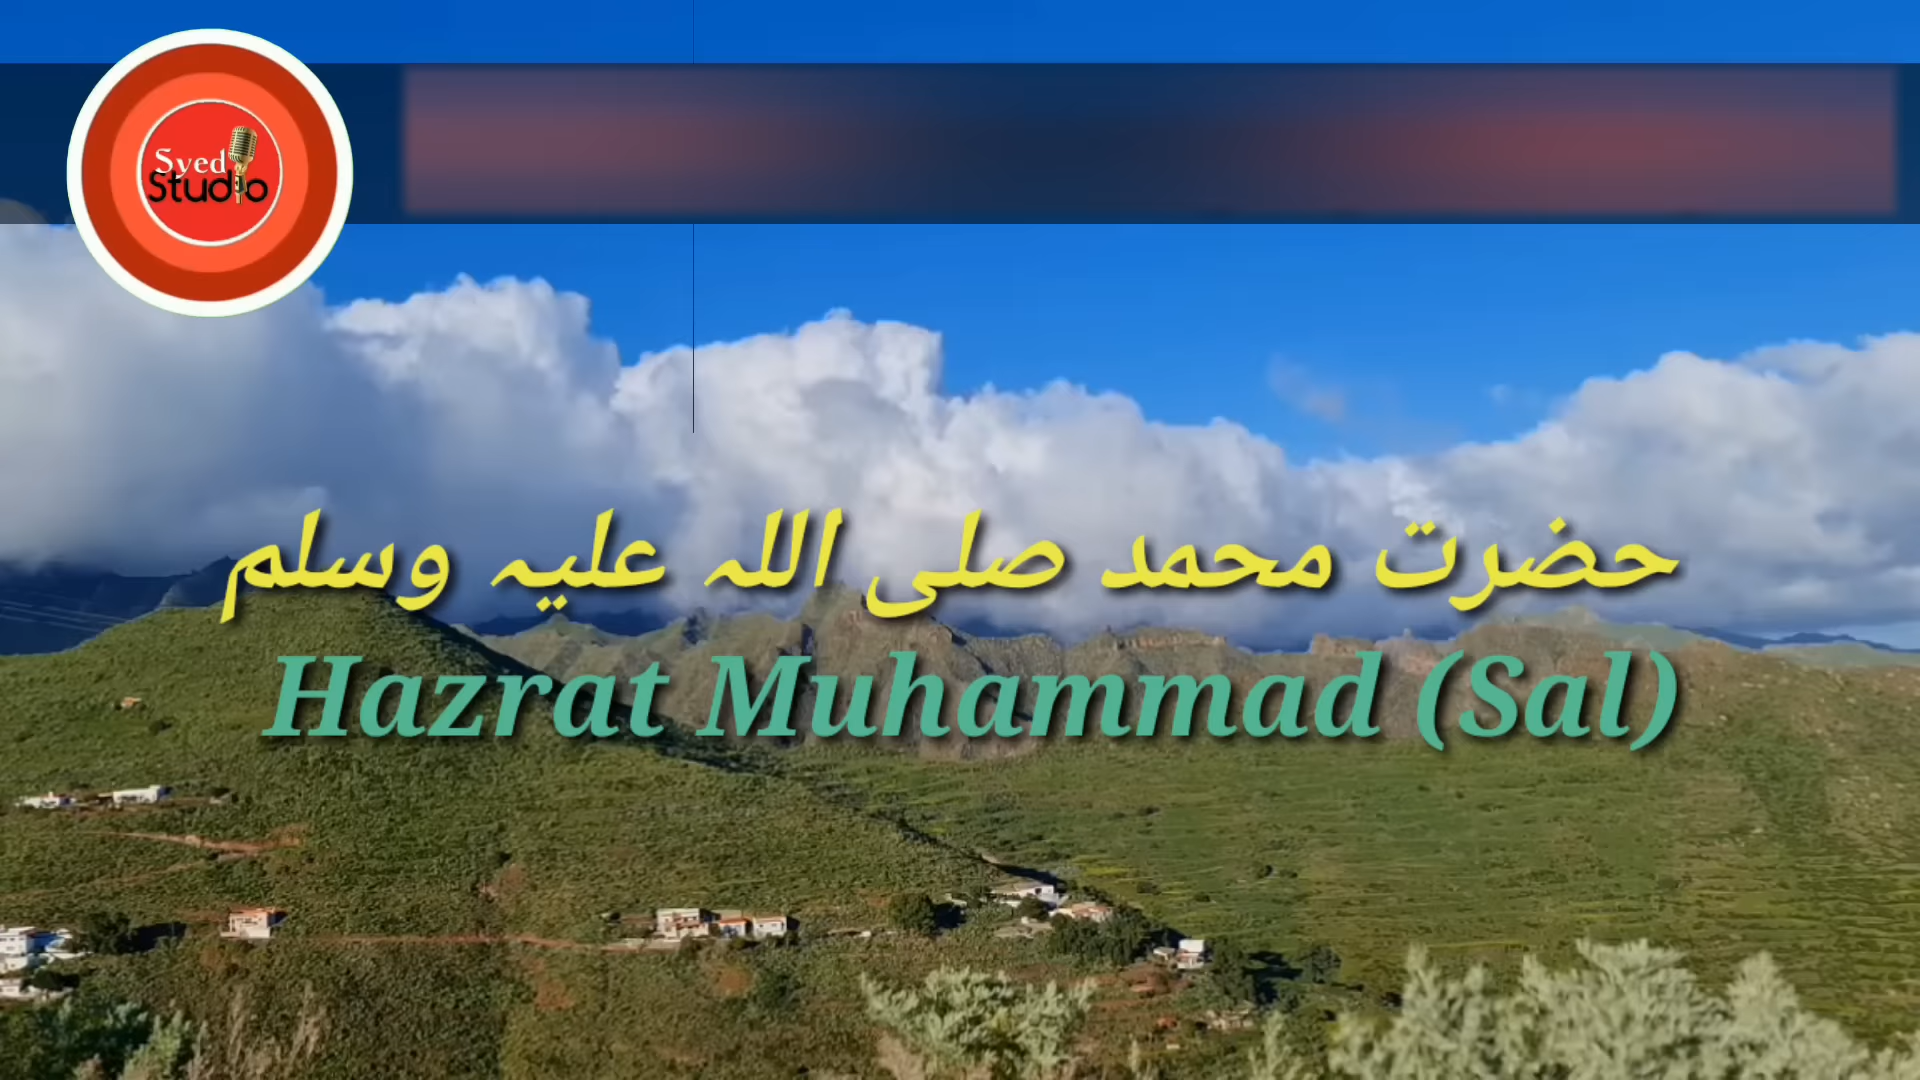 Syed
Studio
حضرت محمد صلی اللہ علیہ وسلم
Hazrat Muhammad (Sal)